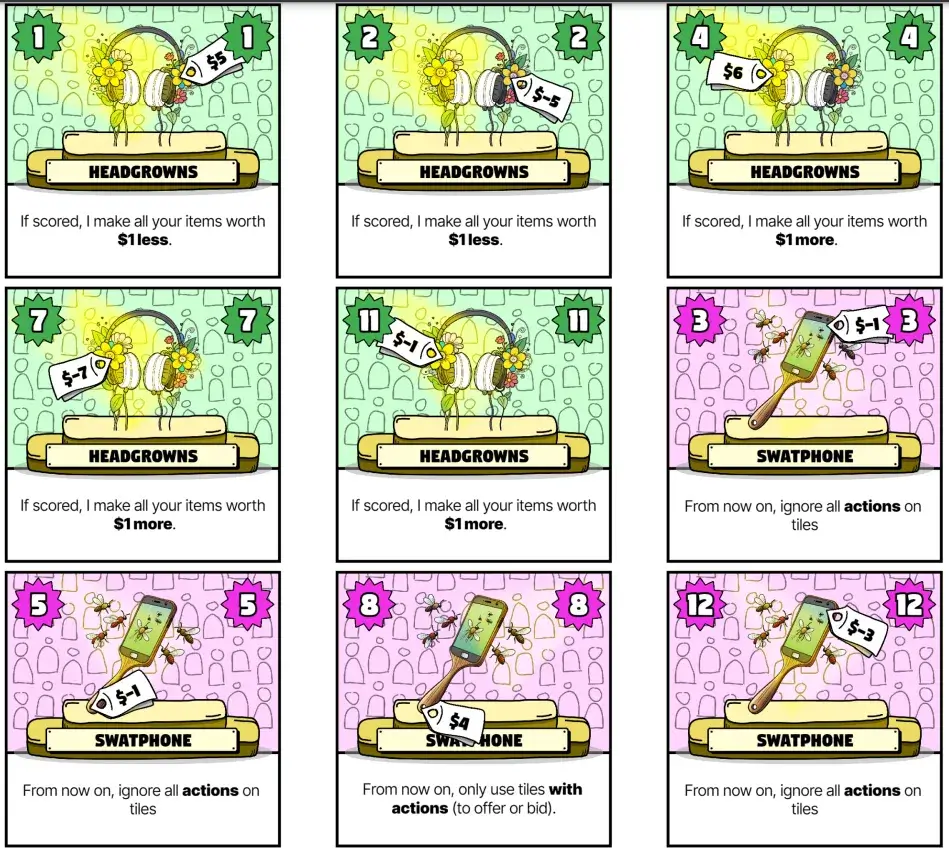 1 1
$5
HEADGROWNS
If scored, I make all your items worth
$1 less.
2 2
$-5
HEADGROWNS
If scored, I make all your items worth
$1 less.
4 4
$6
HEADGROWNS
If scored, I make all your items worth
$1 more.
7 7
$-7
HEADGROWNS
If scored, I make all your items worth
$1 more.
11 11
$-1
HEADGROWNS
If scored, I make all your items worth
$1 more.
3 3
$-1
SWATPHONE
From now on, ignore all actions on
tiles
5 5
$-1
SWATPHONE
From now on, ignore all actions on
tiles
8 8
$4
SWATPHONE
From now on, only use tiles with
actions (to offer or bid).
12 12
$-3
SWATPHONE
From now on, ignore all actions on
tiles